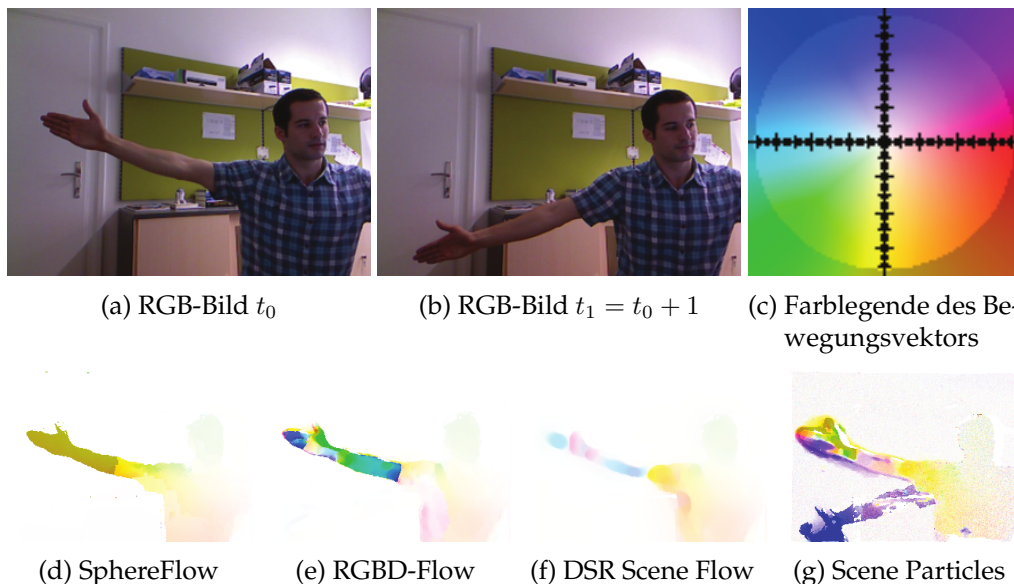 (a) RGB-Bild t₀
(b) RGB-Bild t₁ = t₀ + 1
(c) Farblegende des Be-
wegungsvektors
(d) SphereFlow
(e) RGBD-Flow
(f) DSR Scene Flow
(g) Scene Particles